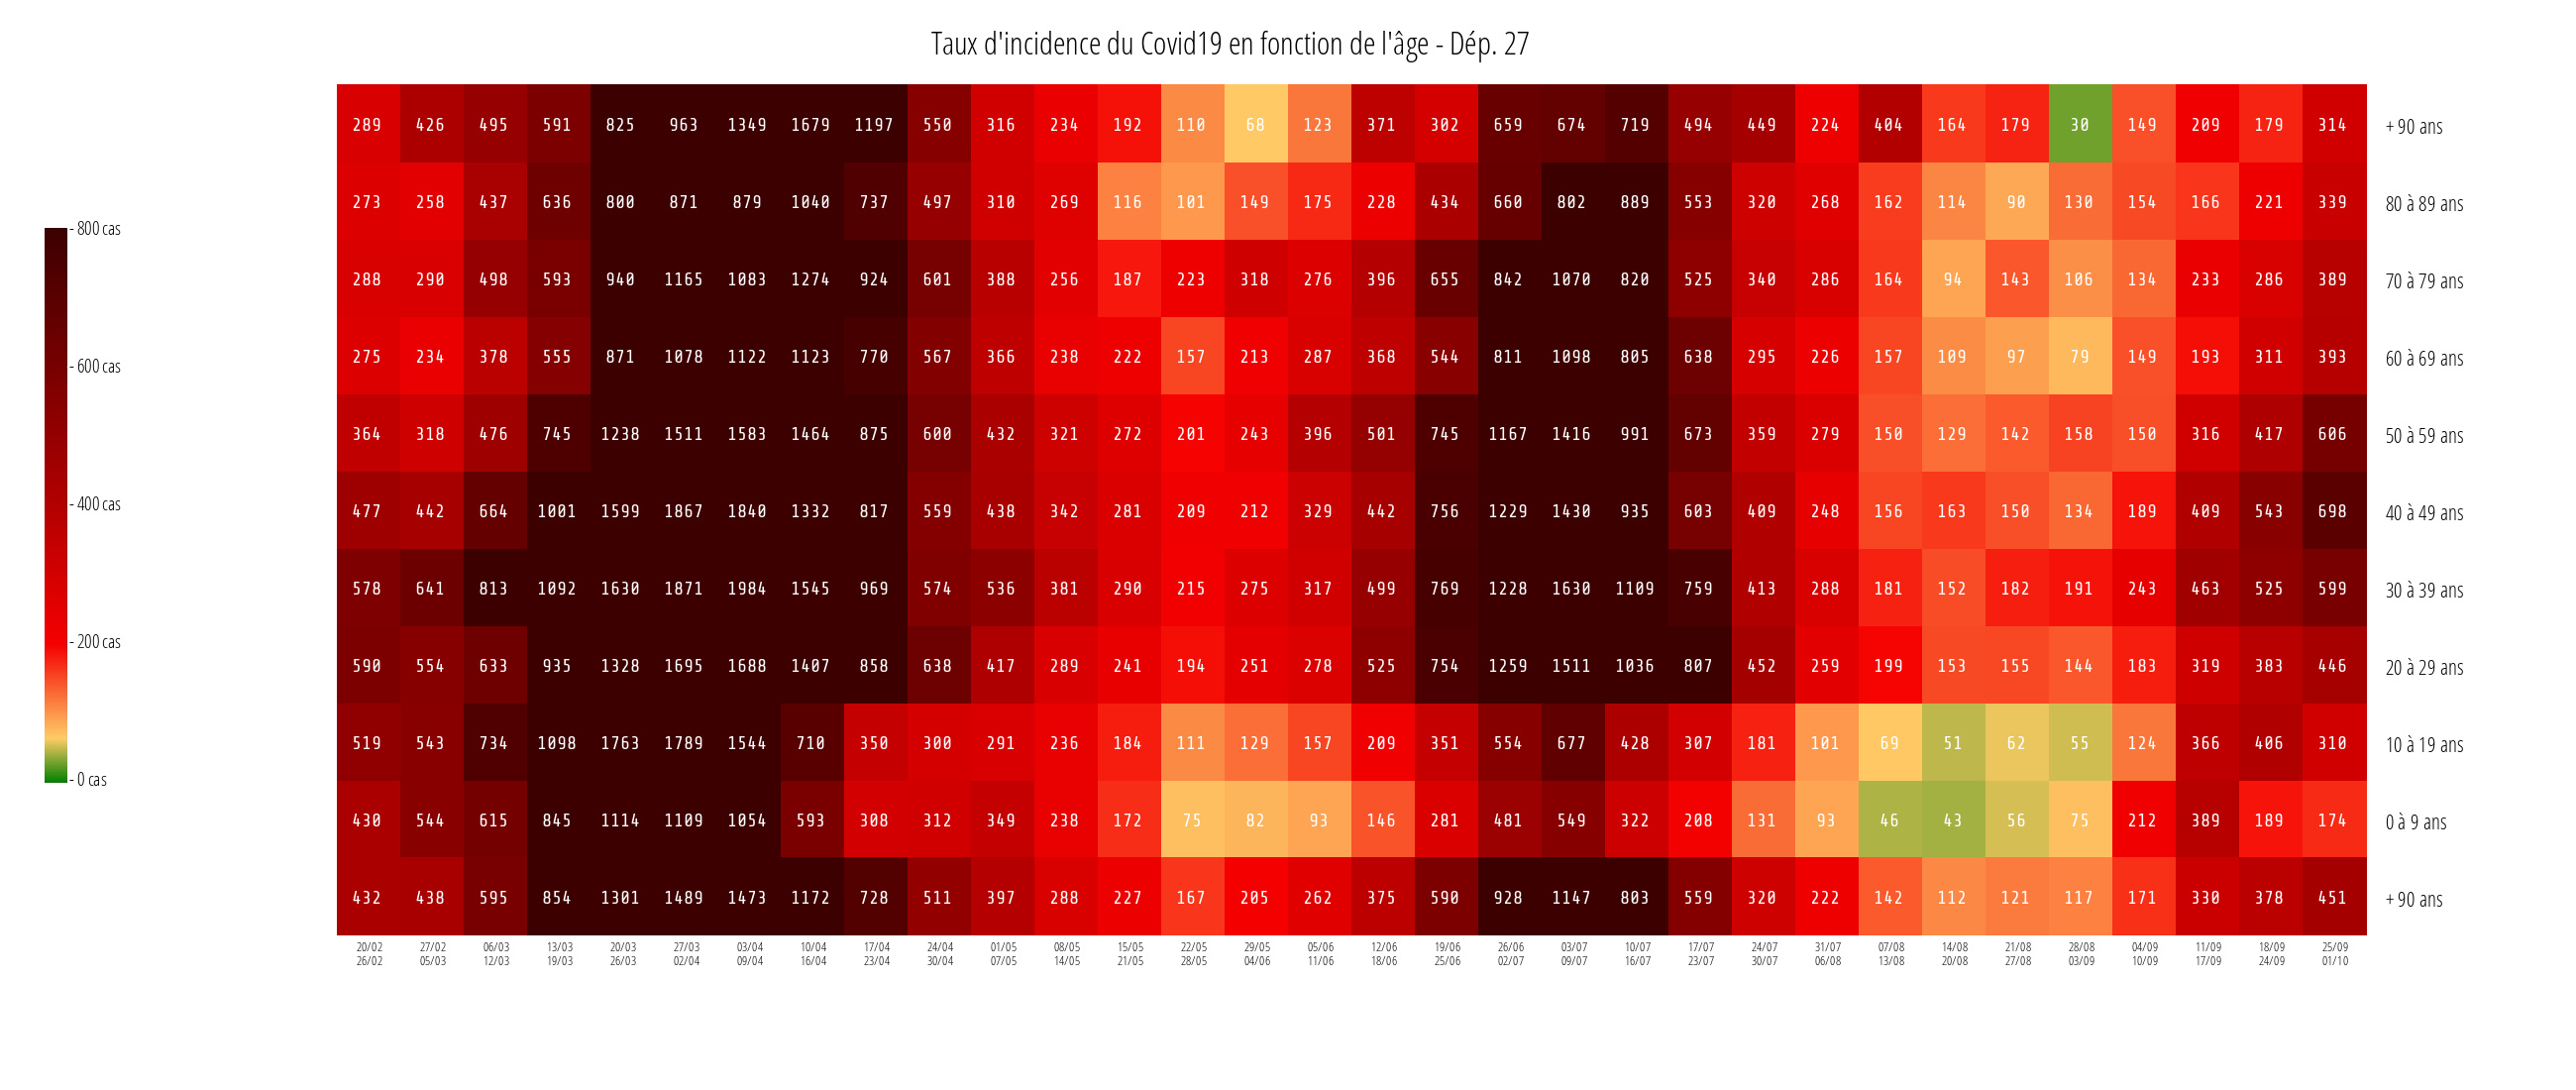 Taux d'incidence du Covid19 en fonction de l'âge - Dép. 27
- 800 cas
- 600 cas
- 400 cas
- 200 cas
- 0 cas
289 426 495 591 825 963 1349 1679 1197 550 316 234 192 110 68 123 371 302 659 674 719 494 449 224 404 164 179 30 149 209 179 314 + 90 ans
273 258 437 636 800 871 879 1040 737 497 310 269 116 101 149 175 228 434 660 802 889 553 320 268 162 114 90 130 154 166 221 339 80 à 89 ans
288 290 498 593 940 1165 1083 1274 924 601 388 256 187 223 318 276 396 655 842 1070 820 525 340 286 164 94 143 106 134 233 286 389 70 à 79 ans
275 234 378 555 871 1078 1122 1123 770 567 366 238 222 157 213 287 368 544 811 1098 805 638 295 226 157 109 97 79 149 193 311 393 60 à 69 ans
364 318 476 745 1238 1511 1583 1464 875 600 432 321 272 201 243 396 501 745 1167 1416 991 673 359 279 150 129 142 158 150 316 417 606 50 à 59 ans
477 442 664 1001 1599 1867 1840 1332 817 559 438 342 281 209 212 329 442 756 1229 1430 935 603 409 248 156 163 150 134 189 409 543 698 40 à 49 ans
578 641 813 1092 1630 1871 1984 1545 969 574 536 381 290 215 275 317 499 769 1228 1630 1109 759 413 288 181 152 182 191 243 463 525 599 30 à 39 ans
590 554 633 935 1328 1695 1688 1407 858 638 417 289 241 194 251 278 525 754 1259 1511 1036 807 452 259 199 153 155 144 183 319 383 446 20 à 29 ans
519 543 734 1098 1763 1789 1544 710 350 300 291 236 184 111 129 157 209 351 554 677 428 307 181 101 69 51 62 55 124 366 406 310 10 à 19 ans
430 544 615 845 1114 1109 1054 593 308 312 349 238 172 75 82 93 146 281 481 549 322 208 131 93 46 43 56 75 212 389 189 174 0 à 9 ans
432 438 595 854 1301 1489 1473 1172 728 511 397 288 227 167 205 262 375 590 928 1147 803 559 320 222 142 112 121 117 171 330 378 451 + 90 ans
20/02 27/02 06/03 13/03 20/03 27/03 03/04 10/04 17/04 24/04 01/05 08/05 15/05 22/05 29/05 05/06 12/06 19/06 26/06 03/07 10/07 17/07 24/07 31/07 07/08 14/08 21/08 28/08 04/09 11/09 18/09 25/09
26/02 05/03 12/03 19/03 26/03 02/04 09/04 16/04 23/04 30/04 07/05 14/05 21/05 28/05 04/06 11/06 18/06 25/06 02/07 09/07 16/07 23/07 30/07 06/08 13/08 20/08 27/08 03/09 10/09 17/09 24/09 01/10